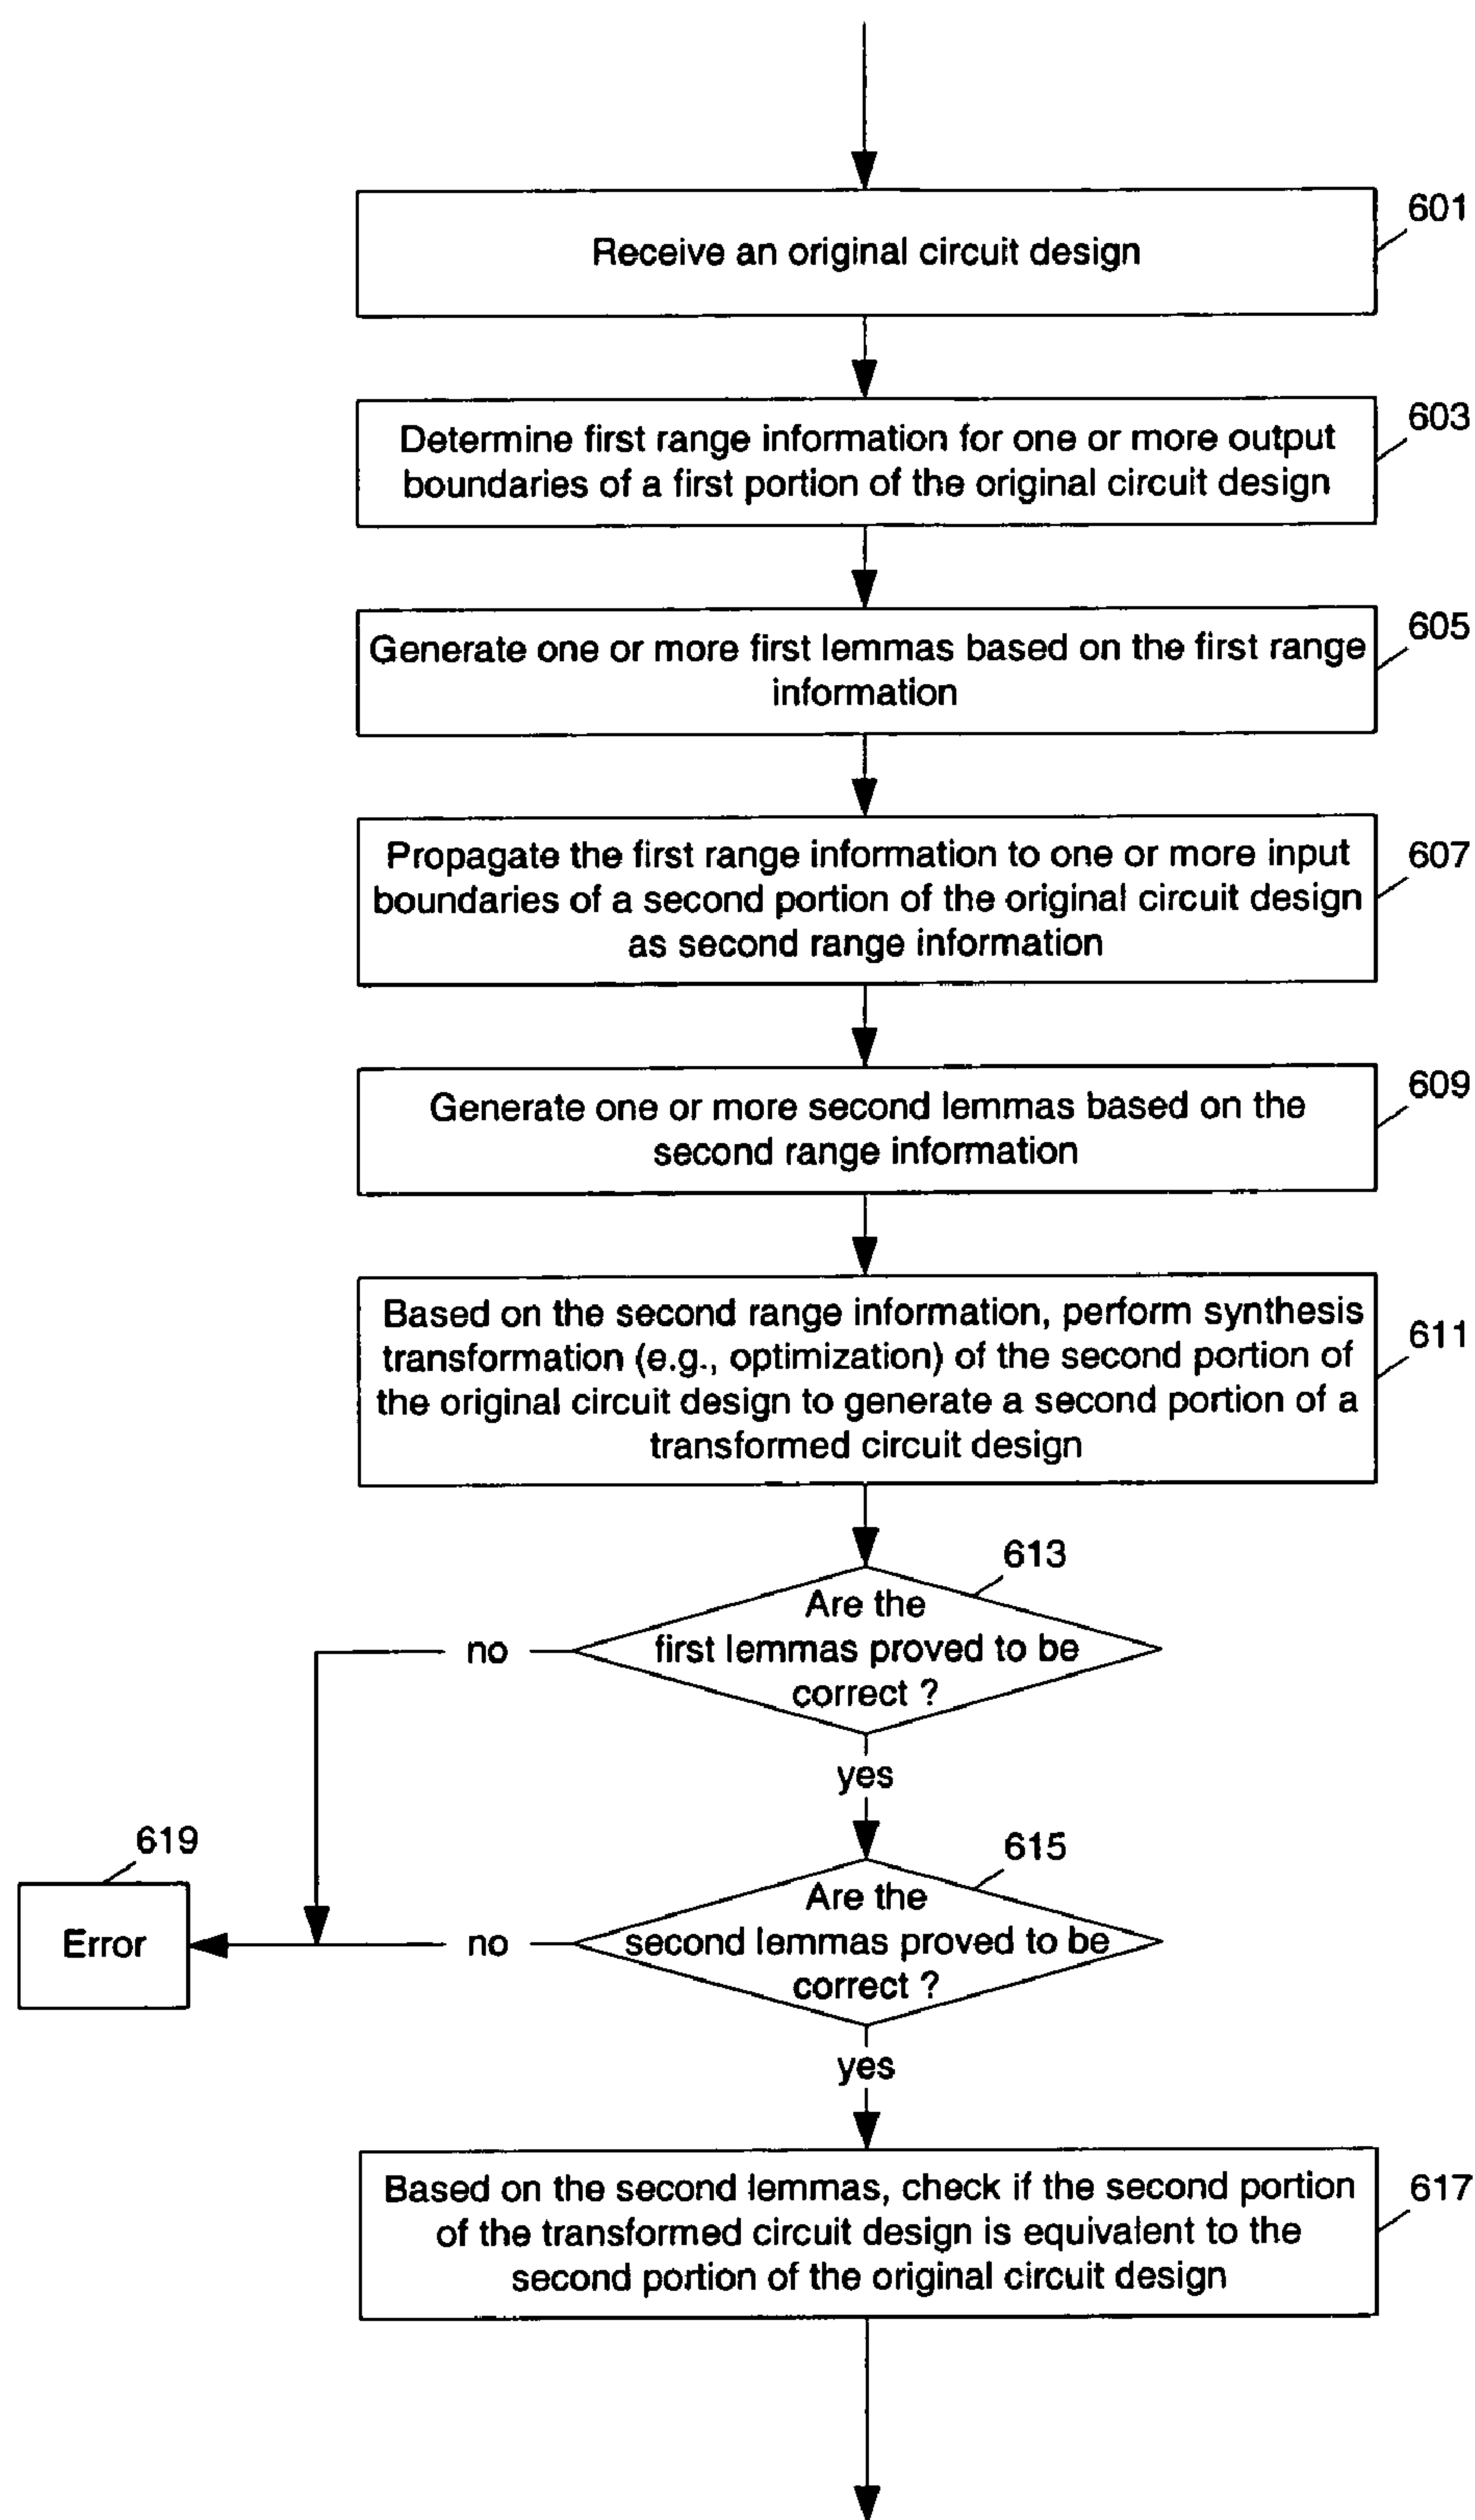 601
Receive an original circuit design
603
Determine first range information for one or more output
boundaries of a first portion of the original circuit design
605
Generate one or more first lemmas based on the first range
information
607
Propagate the first range information to one or more input
boundaries of a second portion of the original circuit design
as second range information
609
Generate one or more second lemmas based on the
second range information
611
Based on the second range information, perform synthesis
transformation (e.g., optimization) of the second portion of
the original circuit design to generate a second portion of a
transformed circuit design
613
Are the
first lemmas proved to be
correct ?
no
yes
619
Error
615
Are the
second lemmas proved to be
correct ?
no
yes
617
Based on the second lemmas, check if the second portion
of the transformed circuit design is equivalent to the
second portion of the original circuit design